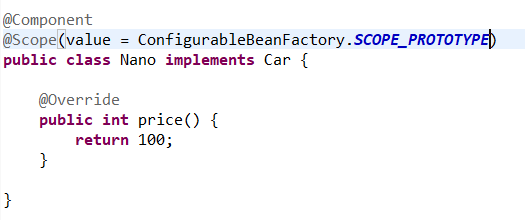 @Component
@Scope(value = ConfigurableBeanFactory.SCOPE_PROTOTYPE)
public class Nano implements Car {
@Override
public int price() {
return 100;
}
}